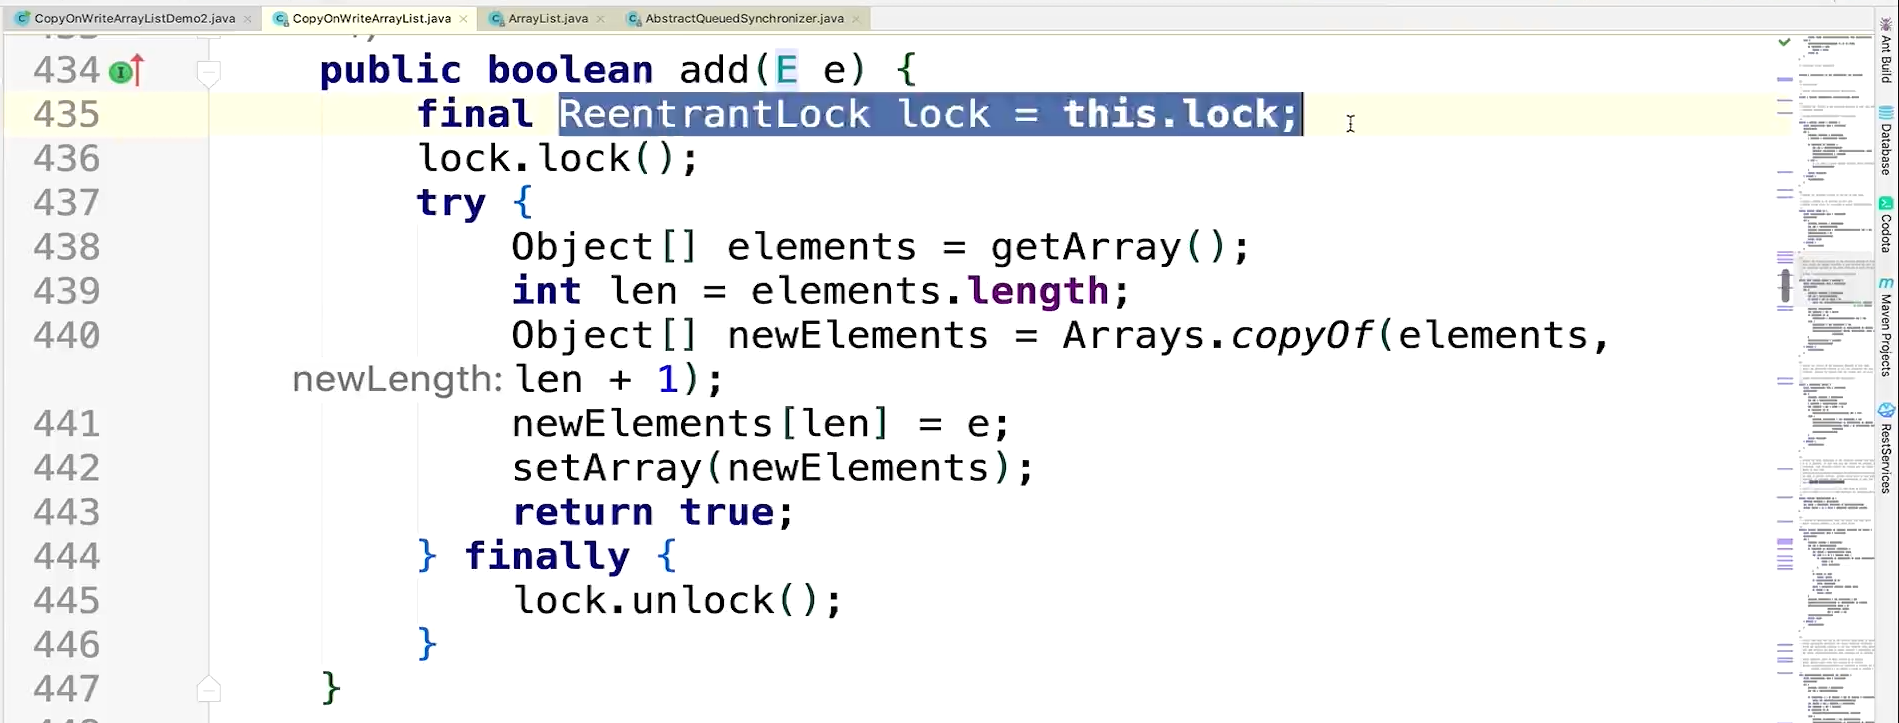 CopyOnWriteArrayListDemo2.java CopyOnWriteArrayList.java ArrayList.java AbstractQueuedSynchronizer.java
434 public boolean add(E e) {
435 final ReentrantLock lock = this.lock;
436 lock.lock();
437 try {
438 Object[] elements = getArray();
439 int len = elements.length;
440 Object[] newElements = Arrays.copyOf(elements,
newLength: len + 1);
441 newElements[len] = e;
442 setArray(newElements);
443 return true;
444 } finally {
445 lock.unlock();
446 }
447 }
Ant Build
Database
Codota
Maven Projects
RestServices